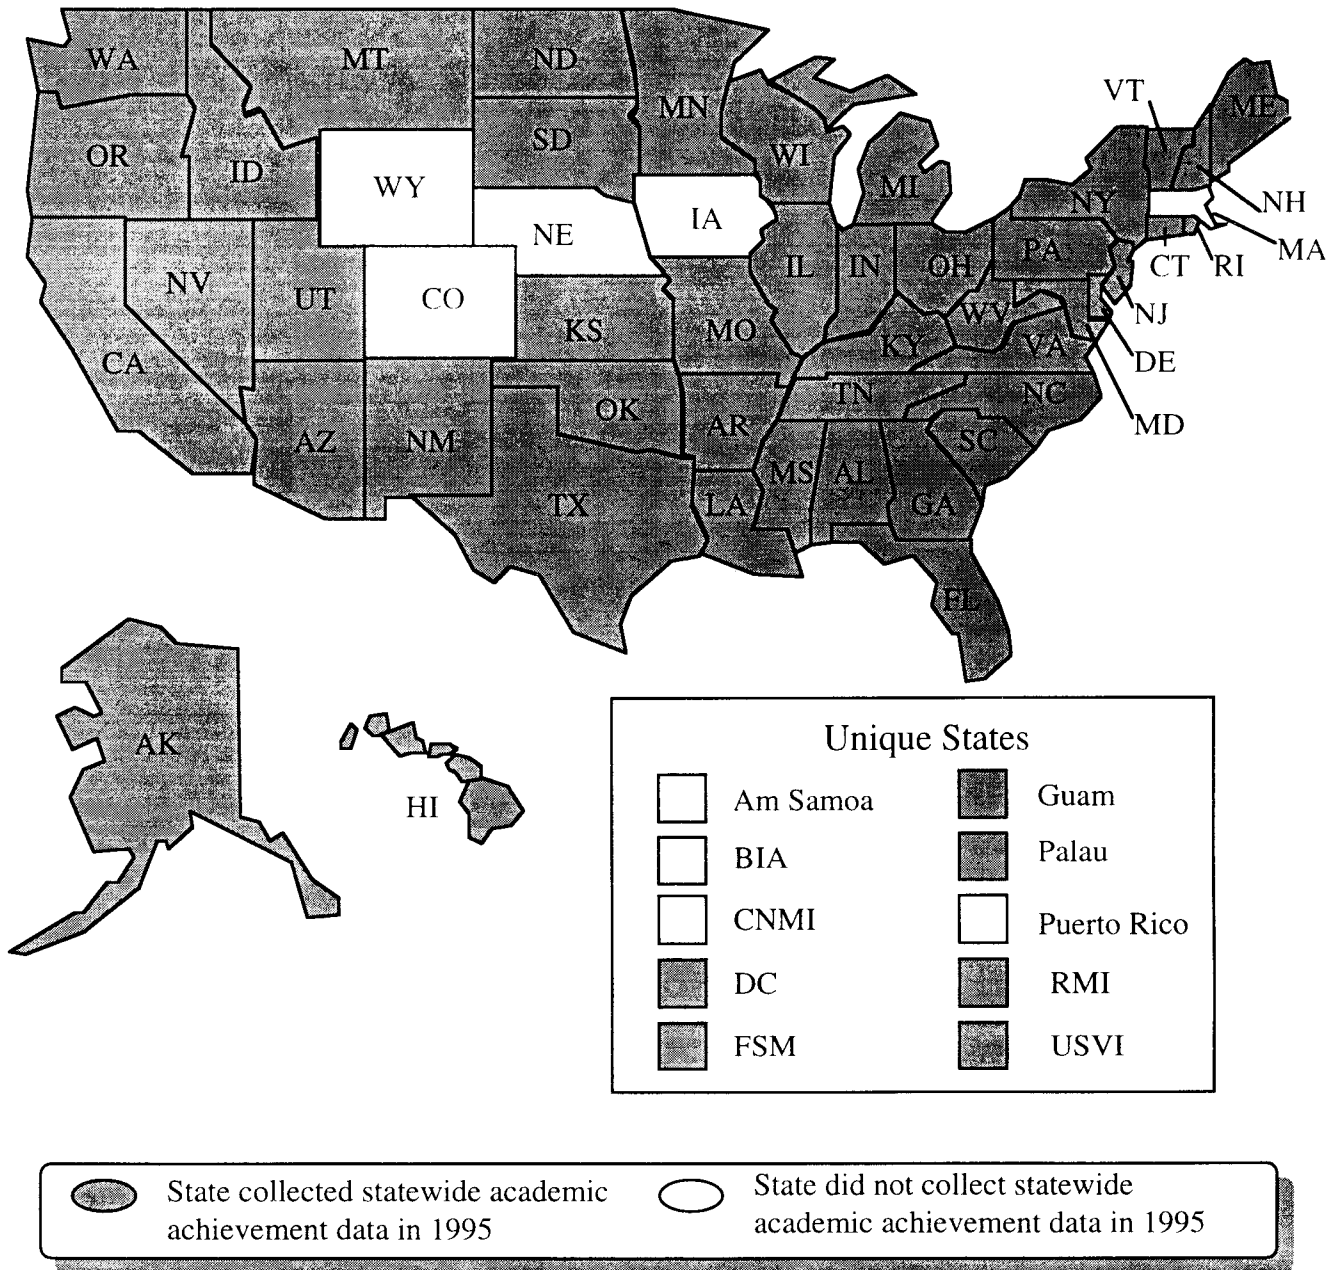 WA
MT
ND
MN
VT
ME
OR
ID
SD
WI
MI
WY
NY
NH
IA
NE
PA
MA
CT
RI
NV
UT
CO
IL
IN
OH
NJ
KS
MO
WV
KY
VA
DE
CA
TN
NC
MD
AZ
NM
OK
AR
SC
MS
AL
TX
LA
GA
FL
AK
HI
Unique States
Am Samoa
BIA
CNMI
DC
FSM
Guam
Palau
Puerto Rico
RMI
USVI
State collected statewide academic
achievement data in 1995
State did not collect statewide
academic achievement data in 1995